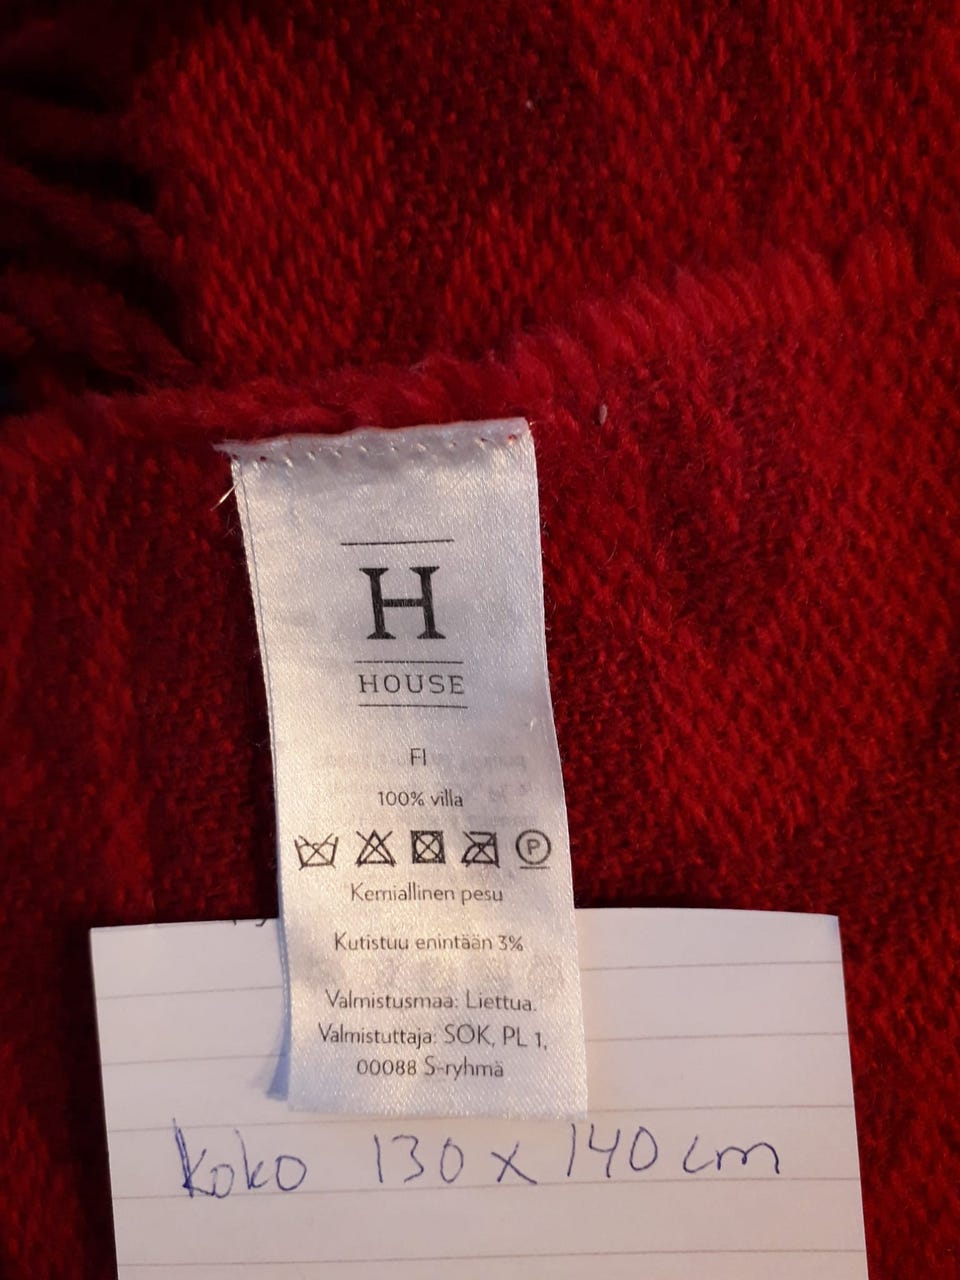 H
HOUSE
FI
100% villa
P
Kemiallinen pesu
Kutistuu enintään 3%
Valmistusmaa: Liettua.
Valmistuttaja: SOK, PL 1,
00088 S-ryhmä
Koko 130 x 140 cm